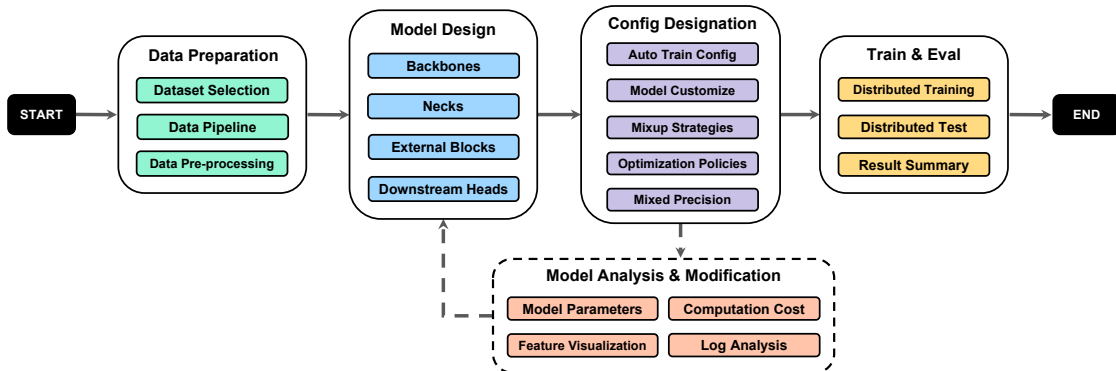 START
Data Preparation
Dataset Selection
Data Pipeline
Data Pre-processing
Model Design
Backbones
Necks
External Blocks
Downstream Heads
Config Designation
Auto Train Config
Model Customize
Mixup Strategies
Optimization Policies
Mixed Precision
Train & Eval
Distributed Training
Distributed Test
Result Summary
END
Model Analysis & Modification
Model Parameters
Computation Cost
Feature Visualization
Log Analysis